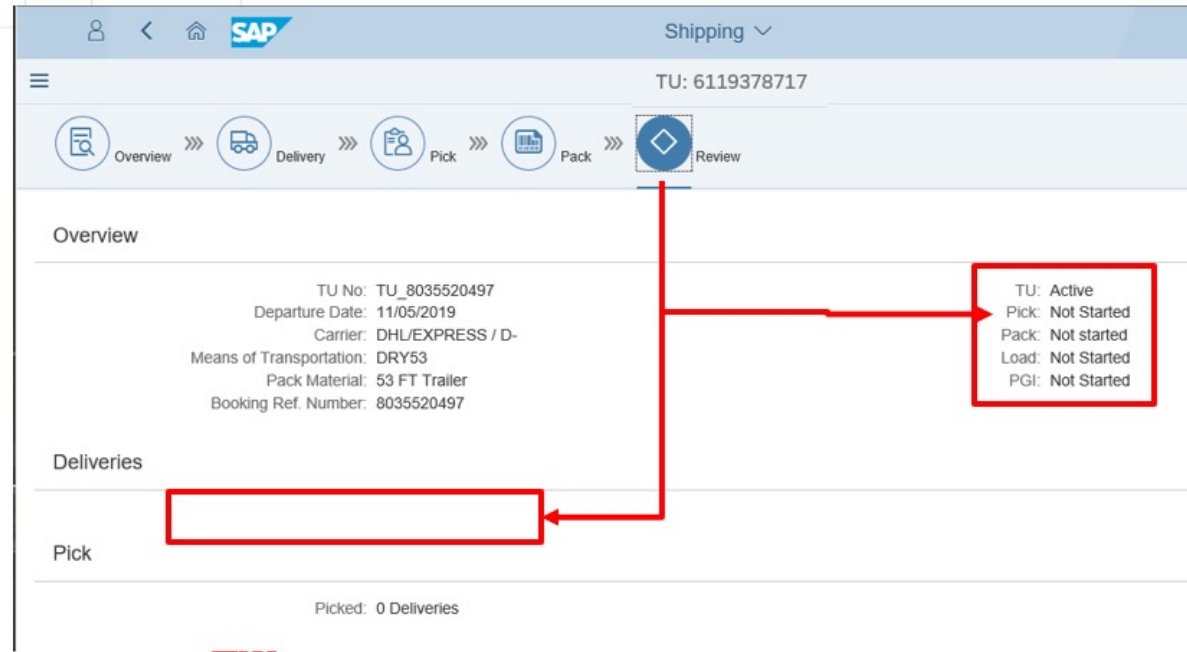 SAP Shipping
TU: 6119378717
Overview Delivery Pick Pack Review
Overview
TU No: TU_8035520497
Departure Date: 11/05/2019
Carrier: DHL/EXPRESS / D-
Means of Transportation: DRY53
Pack Material: 53 FT Trailer
Booking Ref. Number: 8035520497
TU: Active
Pick: Not Started
Pack: Not started
Load: Not Started
PGI: Not Started
Deliveries
Pick
Picked: 0 Deliveries